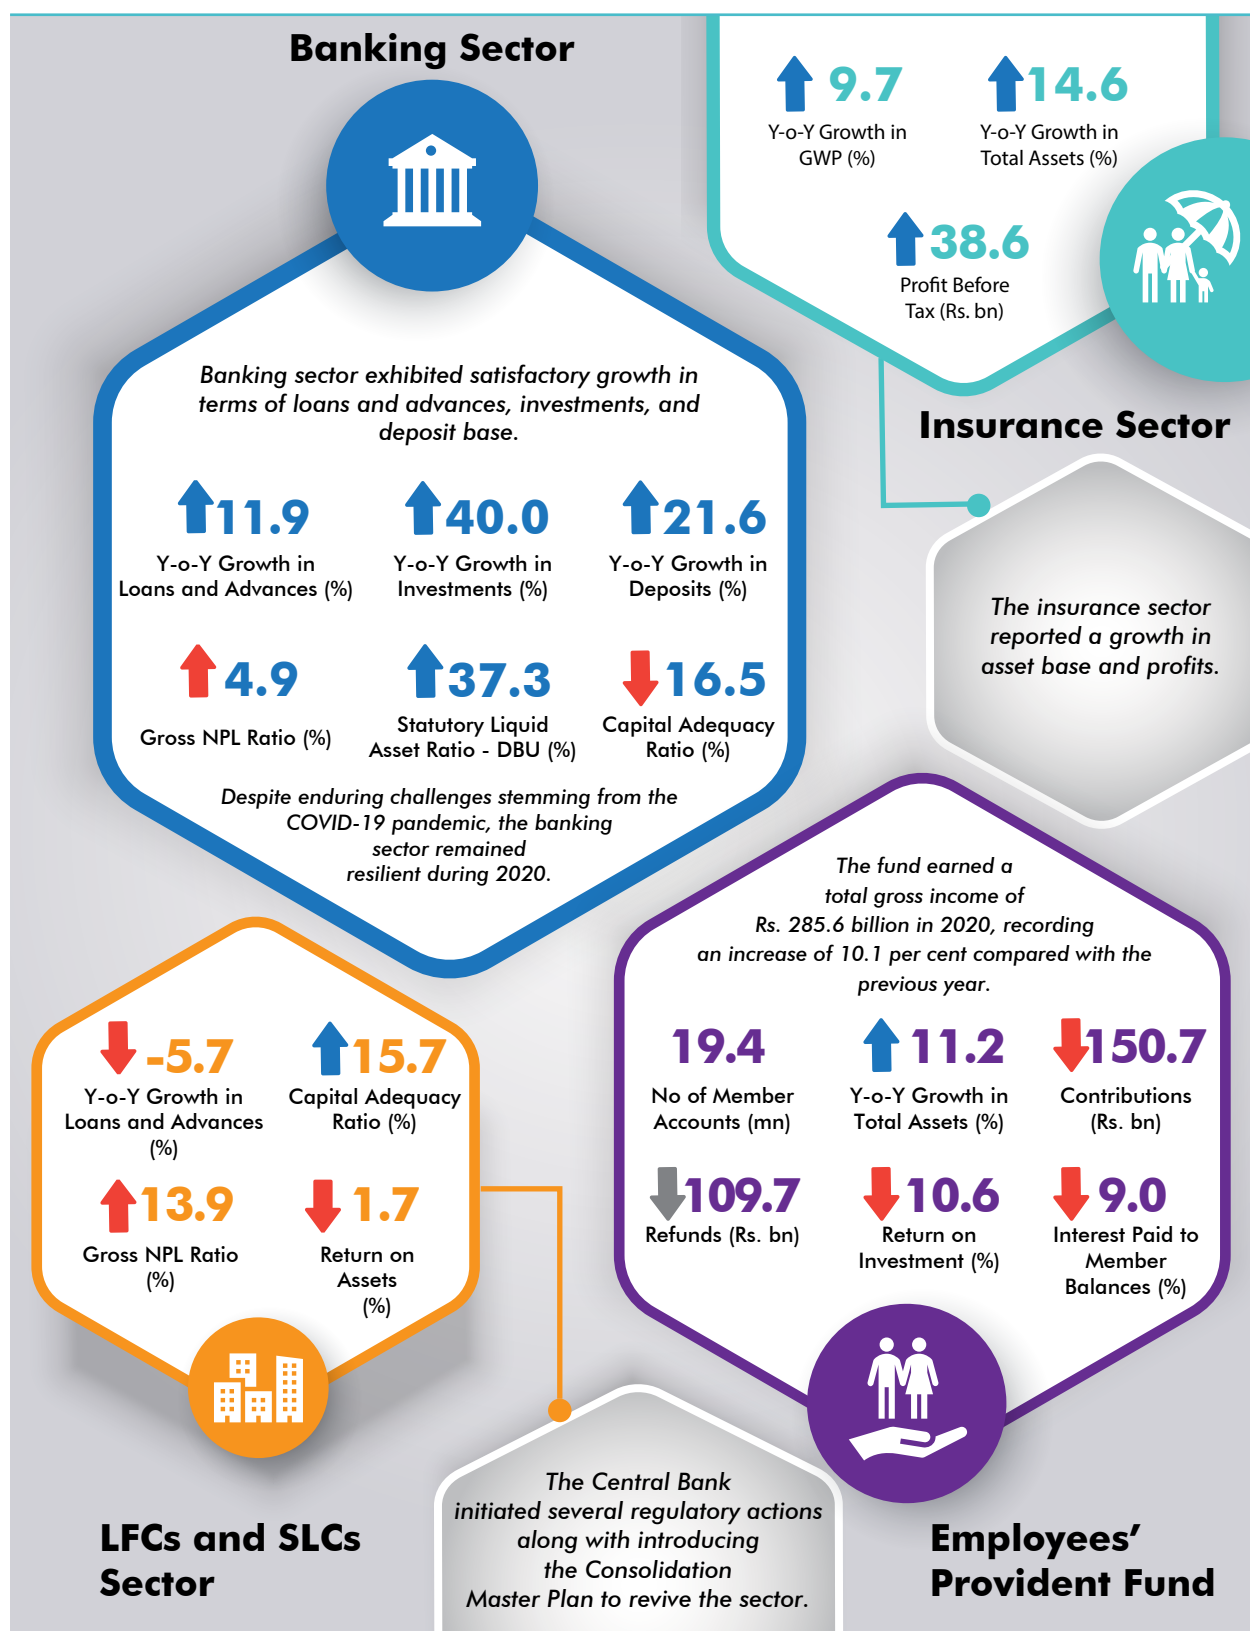 Banking Sector
Banking sector exhibited satisfactory growth in
terms of loans and advances, investments, and
deposit base.
11.9
Y-o-Y Growth in
Loans and Advances (%)
40.0
Y-o-Y Growth in
Investments (%)
21.6
Y-o-Y Growth in
Deposits (%)
4.9
Gross NPL Ratio (%)
37.3
Statutory Liquid
Asset Ratio - DBU (%)
16.5
Capital Adequacy
Ratio (%)
Despite enduring challenges stemming from the
COVID-19 pandemic, the banking
sector remained
resilient during 2020.
9.7
Y-o-Y Growth in
GWP (%)
14.6
Y-o-Y Growth in
Total Assets (%)
38.6
Profit Before
Tax (Rs. bn)
Insurance Sector
The insurance sector
reported a growth in
asset base and profits.
-5.7
Y-o-Y Growth in
Loans and Advances
(%)
15.7
Capital Adequacy
Ratio (%)
13.9
Gross NPL Ratio
(%)
1.7
Return on
Assets
(%)
LFCs and SLCs
Sector
The Central Bank
initiated several regulatory actions
along with introducing
the Consolidation
Master Plan to revive the sector.
The fund earned a
total gross income of
Rs. 285.6 billion in 2020, recording
an increase of 10.1 per cent compared with the
previous year.
19.4
No of Member
Accounts (mn)
11.2
Y-o-Y Growth in
Total Assets (%)
150.7
Contributions
(Rs. bn)
109.7
Refunds (Rs. bn)
10.6
Return on
Investment (%)
9.0
Interest Paid to
Member
Balances (%)
Employees’
Provident Fund